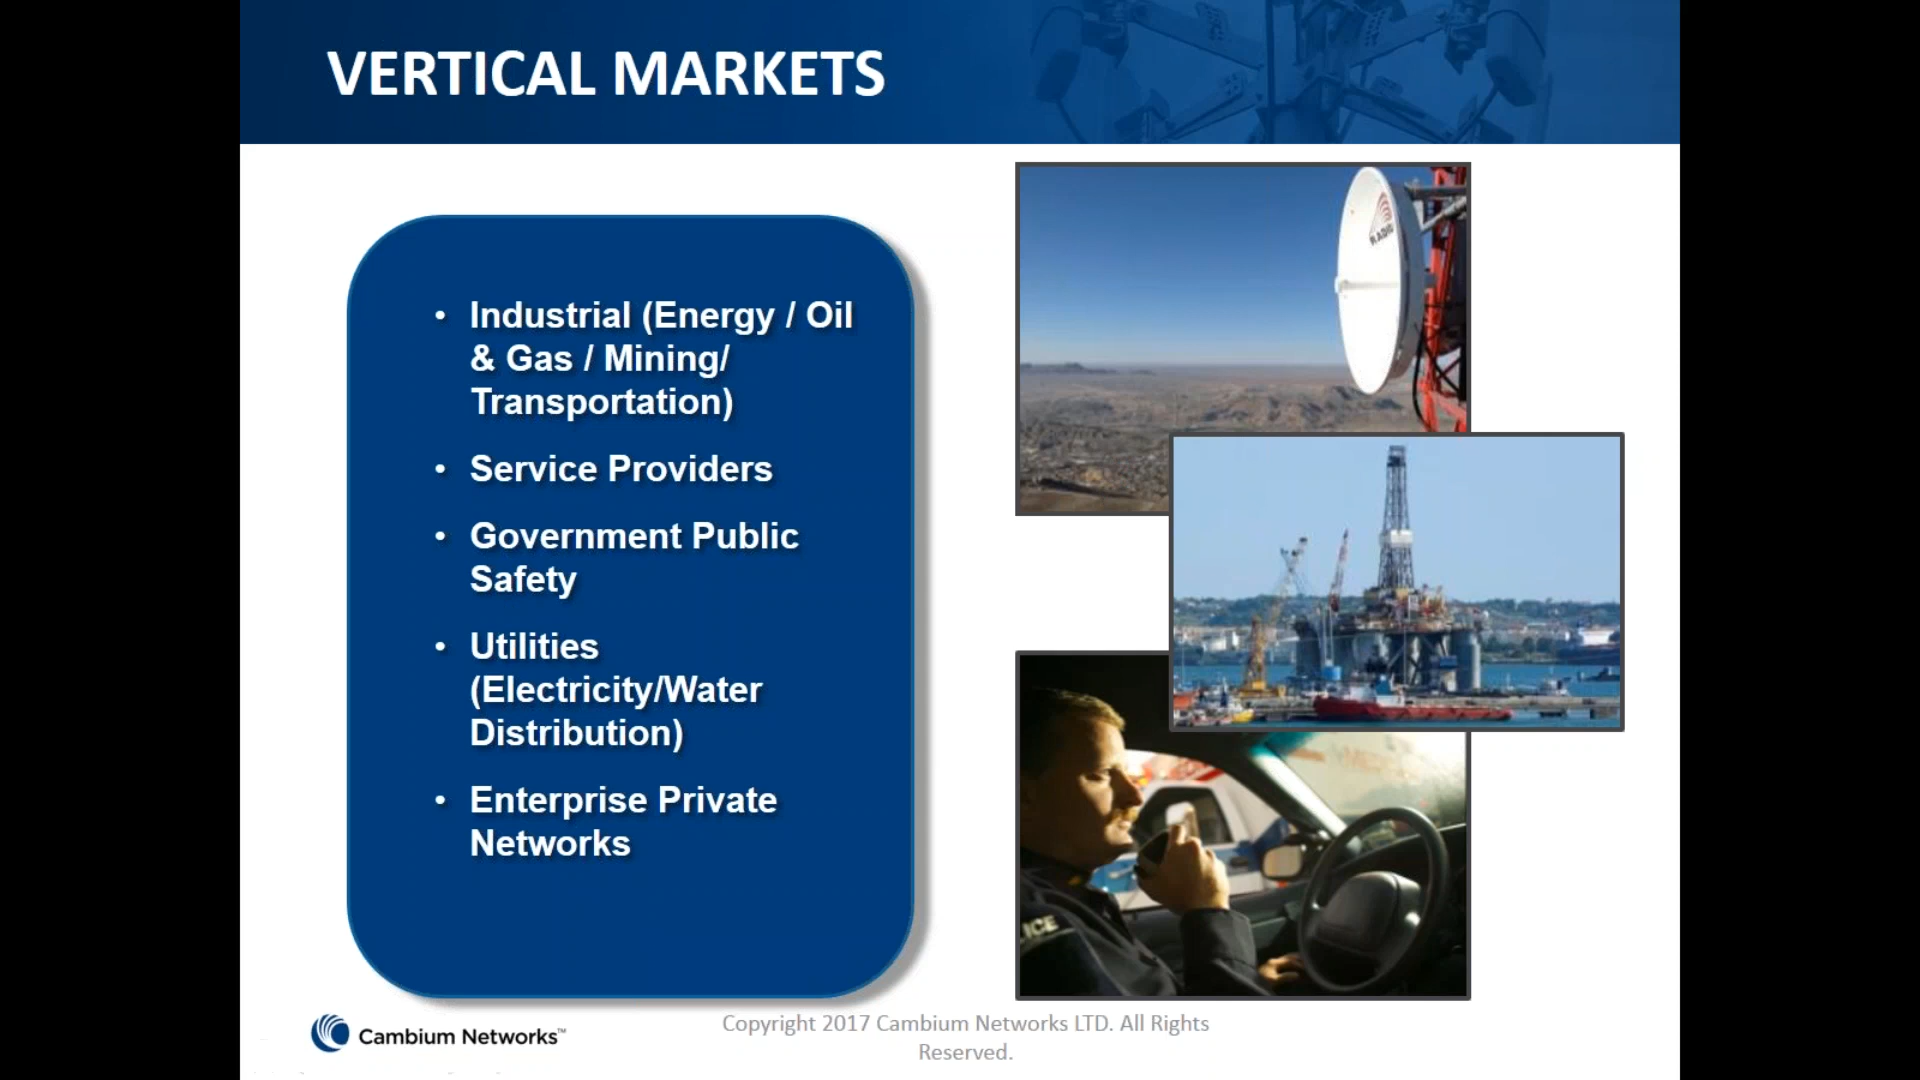 VERTICAL MARKETS
• Industrial (Energy / Oil
& Gas / Mining/
Transportation)
• Service Providers
• Government Public
Safety
• Utilities
(Electricity/Water
Distribution)
• Enterprise Private
Networks
ICE
Cambium Networks™
Copyright 2017 Cambium Networks LTD. All Rights
Reserved.